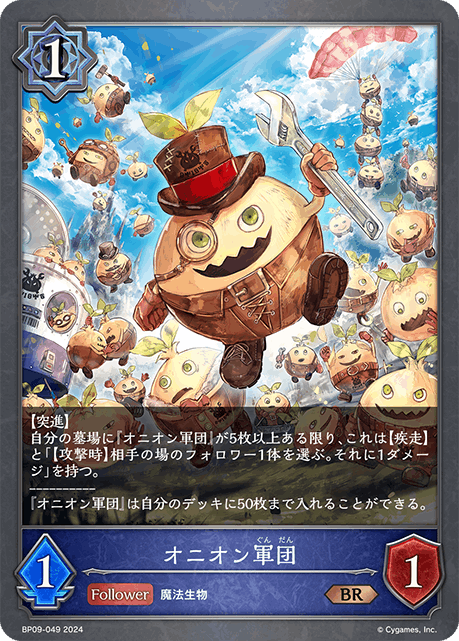 1
【突進】
自分の墓場に『オニオン軍団』が5枚以上ある限り、これは【疾走】
と「【攻撃時】相手の場のフォロワー1体を選ぶ。それに1ダメー
ジ」を持つ。
----------
『オニオン軍団』は自分のデッキに50枚まで入れることができる。
ぐん だん
オニオン軍団
1
Follower 魔法生物
BR
1
BP09-049 2024
© Cygames, Inc.